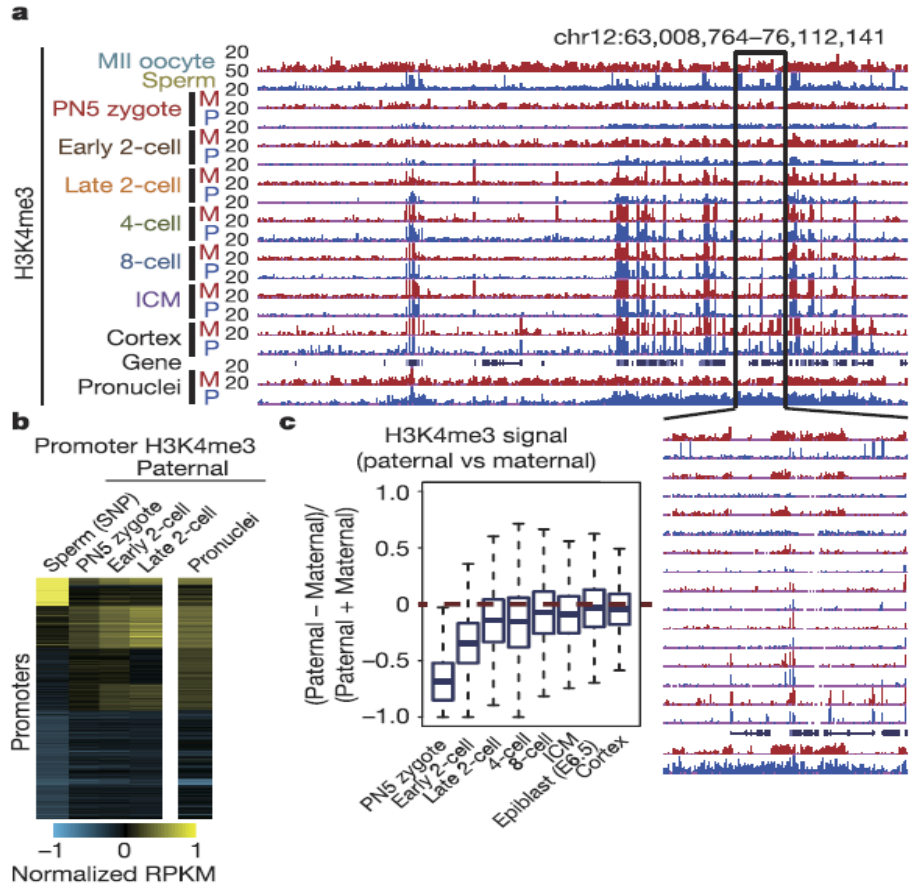 a
chr12:63,008,764–76,112,141
H3K4me3
MII oocyte 20
Sperm 50
PN5 zygote M 20
P 20
Early 2-cell M 20
P 20
Late 2-cell M 20
P 20
4-cell M 20
P 20
8-cell M 20
P 20
ICM M 20
P 20
Cortex M 20
P
Gene
Pronuclei M 20
P 20
b
Promoter H3K4me3
Paternal
Sperm (SNP)
PN5 zygote
Early 2-cell
Late 2-cell
Pronuclei
Promoters
−1 0 1
Normalized RPKM
c
H3K4me3 signal
(paternal vs maternal)
(Paternal − Maternal)/
(Paternal + Maternal)
1.0
0.5
0
−0.5
−1.0
PN5 zygote
Early 2-cell
Late 2-cell
4-cell
8-cell
ICM
Epiblast (E6.5)
Cortex